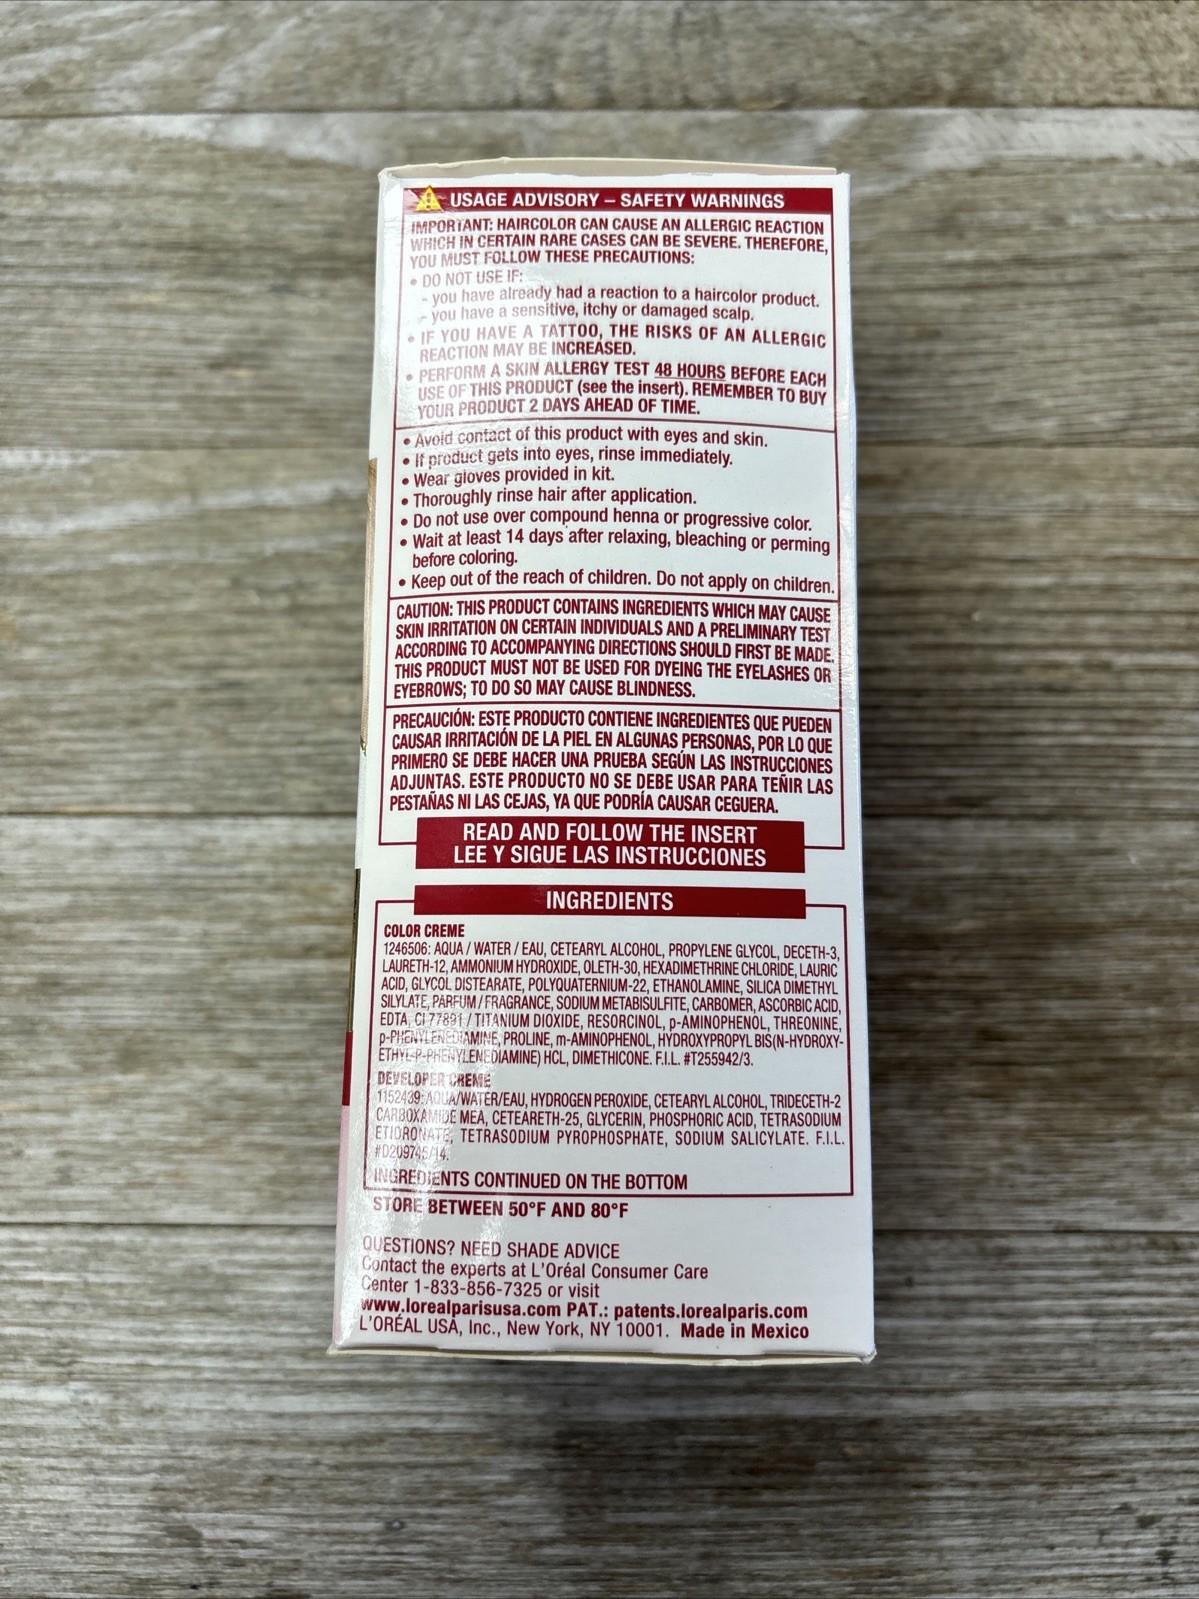 USAGE ADVISORY – SAFETY WARNINGS
IMPORTANT: HAIRCOLOR CAN CAUSE AN ALLERGIC REACTION
WHICH IN CERTAIN RARE CASES CAN BE SEVERE. THEREFORE,
YOU MUST FOLLOW THESE PRECAUTIONS:
• DO NOT USE IF:
- you have already had a reaction to a haircolor product.
- you have a sensitive, itchy or damaged scalp.
• IF YOU HAVE A TATTOO, THE RISKS OF AN ALLERGIC
REACTION MAY BE INCREASED.
• PERFORM A SKIN ALLERGY TEST 48 HOURS BEFORE EACH
USE OF THIS PRODUCT (see the insert). REMEMBER TO BUY
YOUR PRODUCT 2 DAYS AHEAD OF TIME.
• Avoid contact of this product with eyes and skin.
• If product gets into eyes, rinse immediately.
• Wear gloves provided in kit.
• Thoroughly rinse hair after application.
• Do not use over compound henna or progressive color.
• Wait at least 14 days after relaxing, bleaching or perming
before coloring.
• Keep out of the reach of children. Do not apply on children.
CAUTION: THIS PRODUCT CONTAINS INGREDIENTS WHICH MAY CAUSE
SKIN IRRITATION ON CERTAIN INDIVIDUALS AND A PRELIMINARY TEST
ACCORDING TO ACCOMPANYING DIRECTIONS SHOULD FIRST BE MADE.
THIS PRODUCT MUST NOT BE USED FOR DYEING THE EYELASHES OR
EYEBROWS; TO DO SO MAY CAUSE BLINDNESS.
PRECAUCIÓN: ESTE PRODUCTO CONTIENE INGREDIENTES QUE PUEDEN
CAUSAR IRRITACIÓN DE LA PIEL EN ALGUNAS PERSONAS, POR LO QUE
PRIMERO SE DEBE HACER UNA PRUEBA SEGÚN LAS INSTRUCCIONES
ADJUNTAS. ESTE PRODUCTO NO SE DEBE USAR PARA TEÑIR LAS
PESTAÑAS NI LAS CEJAS, YA QUE PODRÍA CAUSAR CEGUERA.
READ AND FOLLOW THE INSERT
LEE Y SIGUE LAS INSTRUCCIONES
INGREDIENTS
COLOR CREME
1246506: AQUA / WATER / EAU, CETEARYL ALCOHOL, PROPYLENE GLYCOL, DECETH-3,
LAURETH-12, AMMONIUM HYDROXIDE, OLETH-30, HEXADIMETHRINE CHLORIDE, LAURIC
ACID, GLYCOL DISTEARATE, POLYQUATERNIUM-22, ETHANOLAMINE, SILICA DIMETHYL
SILYLATE, PARFUM / FRAGRANCE, SODIUM METABISULFITE, CARBOMER, ASCORBIC ACID,
EDTA, CI 77891 / TITANIUM DIOXIDE, RESORCINOL, p-AMINOPHENOL, THREONINE,
p-PHENYLENEDIAMINE, PROLINE, m-AMINOPHENOL, HYDROXYPROPYL BIS(N-HYDROXY-
ETHYL-P-PHENYLENEDIAMINE) HCL, DIMETHICONE. F.I.L. #T255942/3.
DEVELOPER CREME
1152439: AQUA/WATER/EAU, HYDROGEN PEROXIDE, CETEARYL ALCOHOL, TRIDECETH-2
CARBOXAMIDE MEA, CETEARETH-25, GLYCERIN, PHOSPHORIC ACID, TETRASODIUM
ETIDRONATE, TETRASODIUM PYROPHOSPHATE, SODIUM SALICYLATE. F.I.L.
#D209745/14.
INGREDIENTS CONTINUED ON THE BOTTOM
STORE BETWEEN 50°F AND 80°F
QUESTIONS? NEED SHADE ADVICE
Contact the experts at L'Oréal Consumer Care
Center 1-833-856-7325 or visit
www.lorealparisusa.com PAT.: patents.lorealparis.com
L'ORÉAL USA, Inc., New York, NY 10001. Made in Mexico